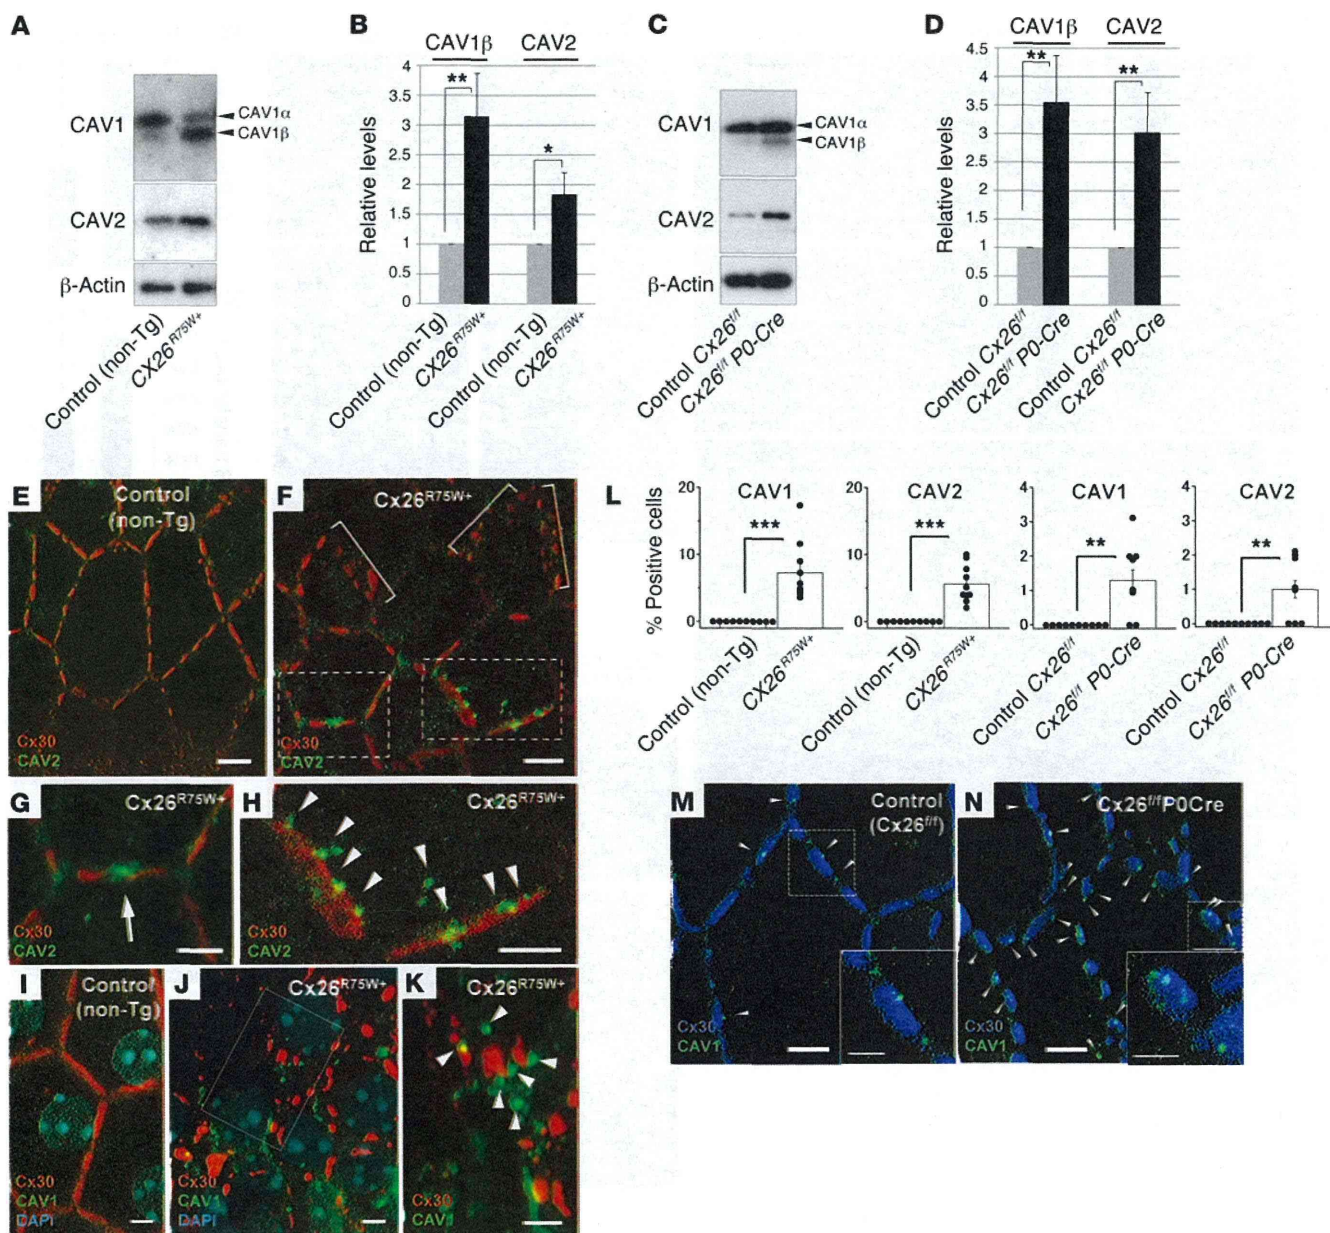 A
CAV1
CAV1α
CAV1β
CAV2
β-Actin
Control (non-Tg)
CX26R75W+
B
CAV1β
CAV2
Relative levels
4
3.5
3
2.5
2
1.5
1
0.5
0
**
*
Control (non-Tg)
CX26R75W+
Control (non-Tg)
CX26R75W+
C
CAV1
CAV1α
CAV1β
CAV2
β-Actin
Control Cx26f/f
Cx26f/f P0-Cre
D
CAV1β
CAV2
Relative levels
4.5
4
3.5
3
2.5
2
1.5
1
0.5
0
**
**
Control Cx26f/f
Cx26f/f P0-Cre
Control Cx26f/f
Cx26f/f P0-Cre
E
Control
(non-Tg)
Cx30
CAV2
F
Cx26R75W+
Cx30
CAV2
G
Cx26R75W+
Cx30
CAV2
H
Cx26R75W+
Cx30
CAV2
I
Control
(non-Tg)
Cx30
CAV1
DAPI
J
Cx26R75W+
Cx30
CAV1
DAPI
K
Cx26R75W+
Cx30
CAV1
L
% Positive cells
CAV1
20
10
0
***
Control (non-Tg)
CX26R75W+
CAV2
20
10
0
***
Control (non-Tg)
CX26R75W+
CAV1
4
3
2
1
0
**
Control Cx26f/f
Cx26f/f P0-Cre
CAV2
4
3
2
1
0
**
Control Cx26f/f
Cx26f/f P0-Cre
M
Control
(Cx26f/f)
Cx30
CAV1
N
Cx26f/f P0Cre
Cx30
CAV1